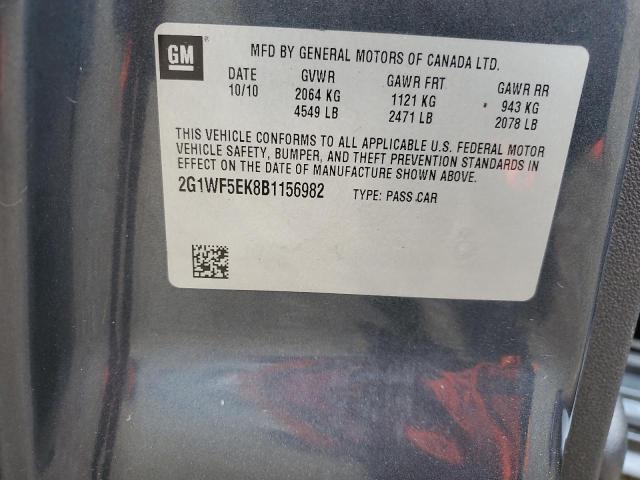 GM
MFD BY GENERAL MOTORS OF CANADA LTD.
DATE GVWR GAWR FRT GAWR RR
10/10 2064 KG 1121 KG 943 KG
4549 LB 2471 LB 2078 LB
THIS VEHICLE CONFORMS TO ALL APPLICABLE U.S. FEDERAL MOTOR
VEHICLE SAFETY, BUMPER, AND THEFT PREVENTION STANDARDS IN
EFFECT ON THE DATE OF MANUFACTURE SHOWN ABOVE.
2G1WF5EK8B1156982 TYPE: PASS CAR